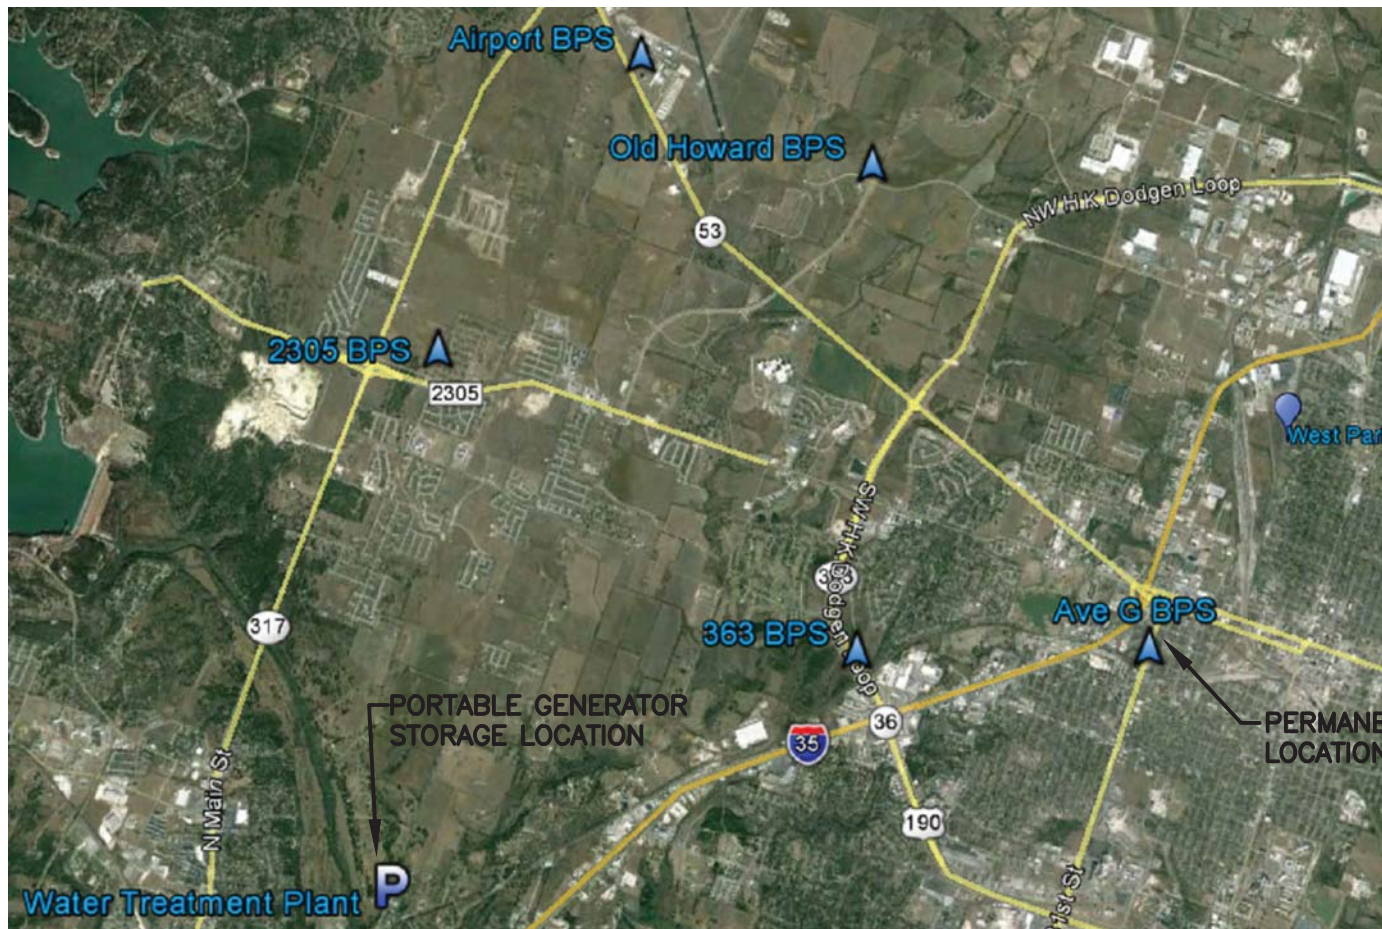 Airport BPS
Old Howard BPS
NW H K Dodgen Loop
53
2305 BPS
2305
West Par
SW H K Dodgen Loop
317
363 BPS
Ave G BPS
PORTABLE GENERATOR
STORAGE LOCATION
36
35
PERMANE
LOCATION
N Main St
190
1st St
Water Treatment Plant
P